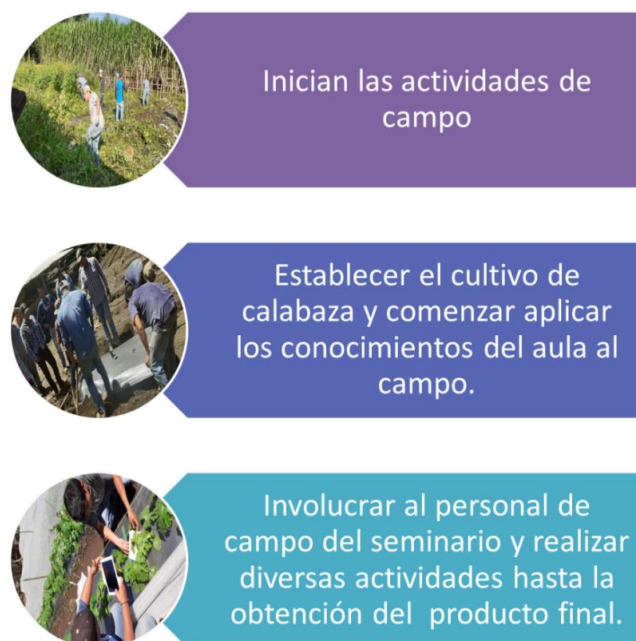 Inician las actividades de
campo
Establecer el cultivo de
calabaza y comenzar aplicar
los conocimientos del aula al
campo.
Involucrar al personal de
campo del seminario y realizar
diversas actividades hasta la
obtención del  producto final.